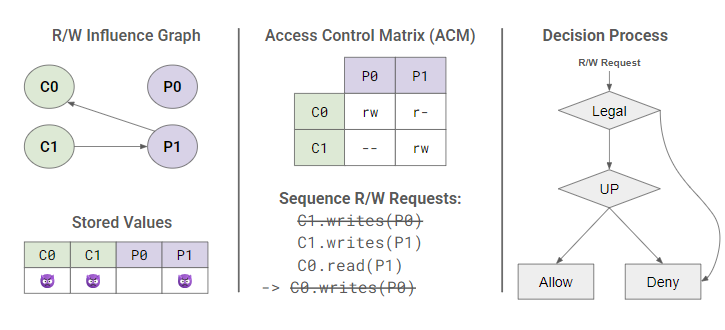 R/W Influence Graph
C0
P0
C1
P1
Stored Values
C0 C1 P0 P1
Access Control Matrix (ACM)
P0 P1
C0 rw r-
C1 -- rw
Sequence R/W Requests:
C1.writes(P0)
C1.writes(P1)
C0.read(P1)
-> C0.writes(P0)
Decision Process
R/W Request
Legal
UP
Allow
Deny